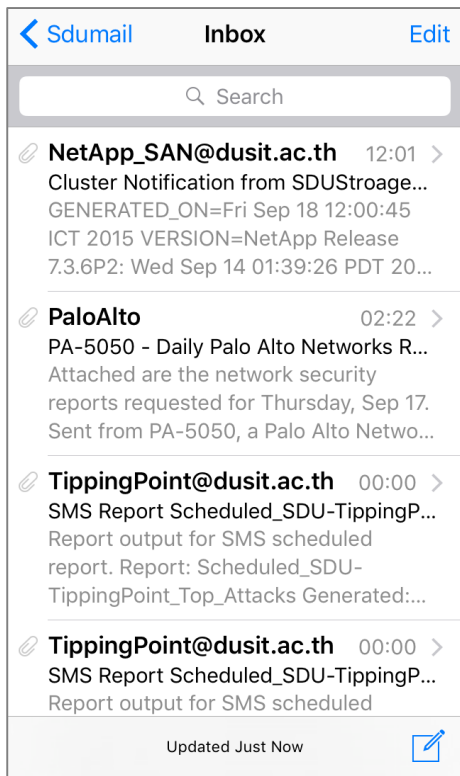 Sdumail Inbox Edit
Search
NetApp_SAN@dusit.ac.th 12:01
Cluster Notification from SDUStroage...
GENERATED_ON=Fri Sep 18 12:00:45
ICT 2015 VERSION=NetApp Release
7.3.6P2: Wed Sep 14 01:39:26 PDT 20...
PaloAlto 02:22
PA-5050 - Daily Palo Alto Networks R...
Attached are the network security
reports requested for Thursday, Sep 17.
Sent from PA-5050, a Palo Alto Netwo...
TippingPoint@dusit.ac.th 00:00
SMS Report Scheduled_SDU-TippingP...
Report output for SMS scheduled
report. Report: Scheduled_SDU-
TippingPoint_Top_Attacks Generated:...
TippingPoint@dusit.ac.th 00:00
SMS Report Scheduled_SDU-TippingP...
Report output for SMS scheduled
Updated Just Now